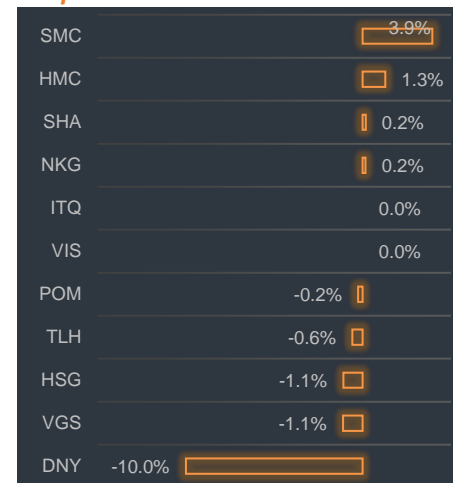 SMC 3.9%
HMC 1.3%
SHA 0.2%
NKG 0.2%
ITQ 0.0%
VIS 0.0%
POM -0.2%
TLH -0.6%
HSG -1.1%
VGS -1.1%
DNY -10.0%